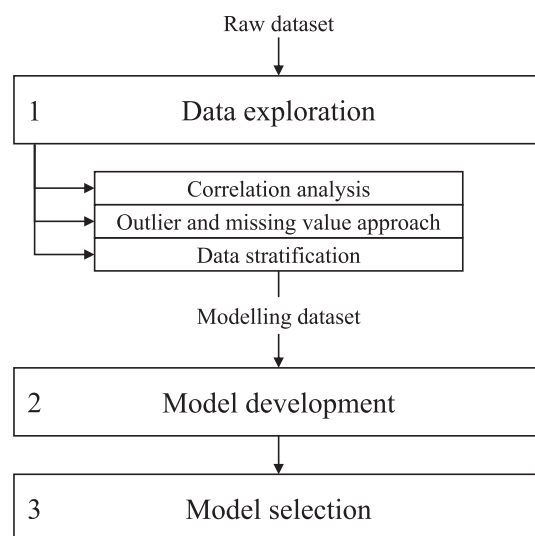 Raw dataset
1 Data exploration
Correlation analysis
Outlier and missing value approach
Data stratification
Modelling dataset
2 Model development
3 Model selection